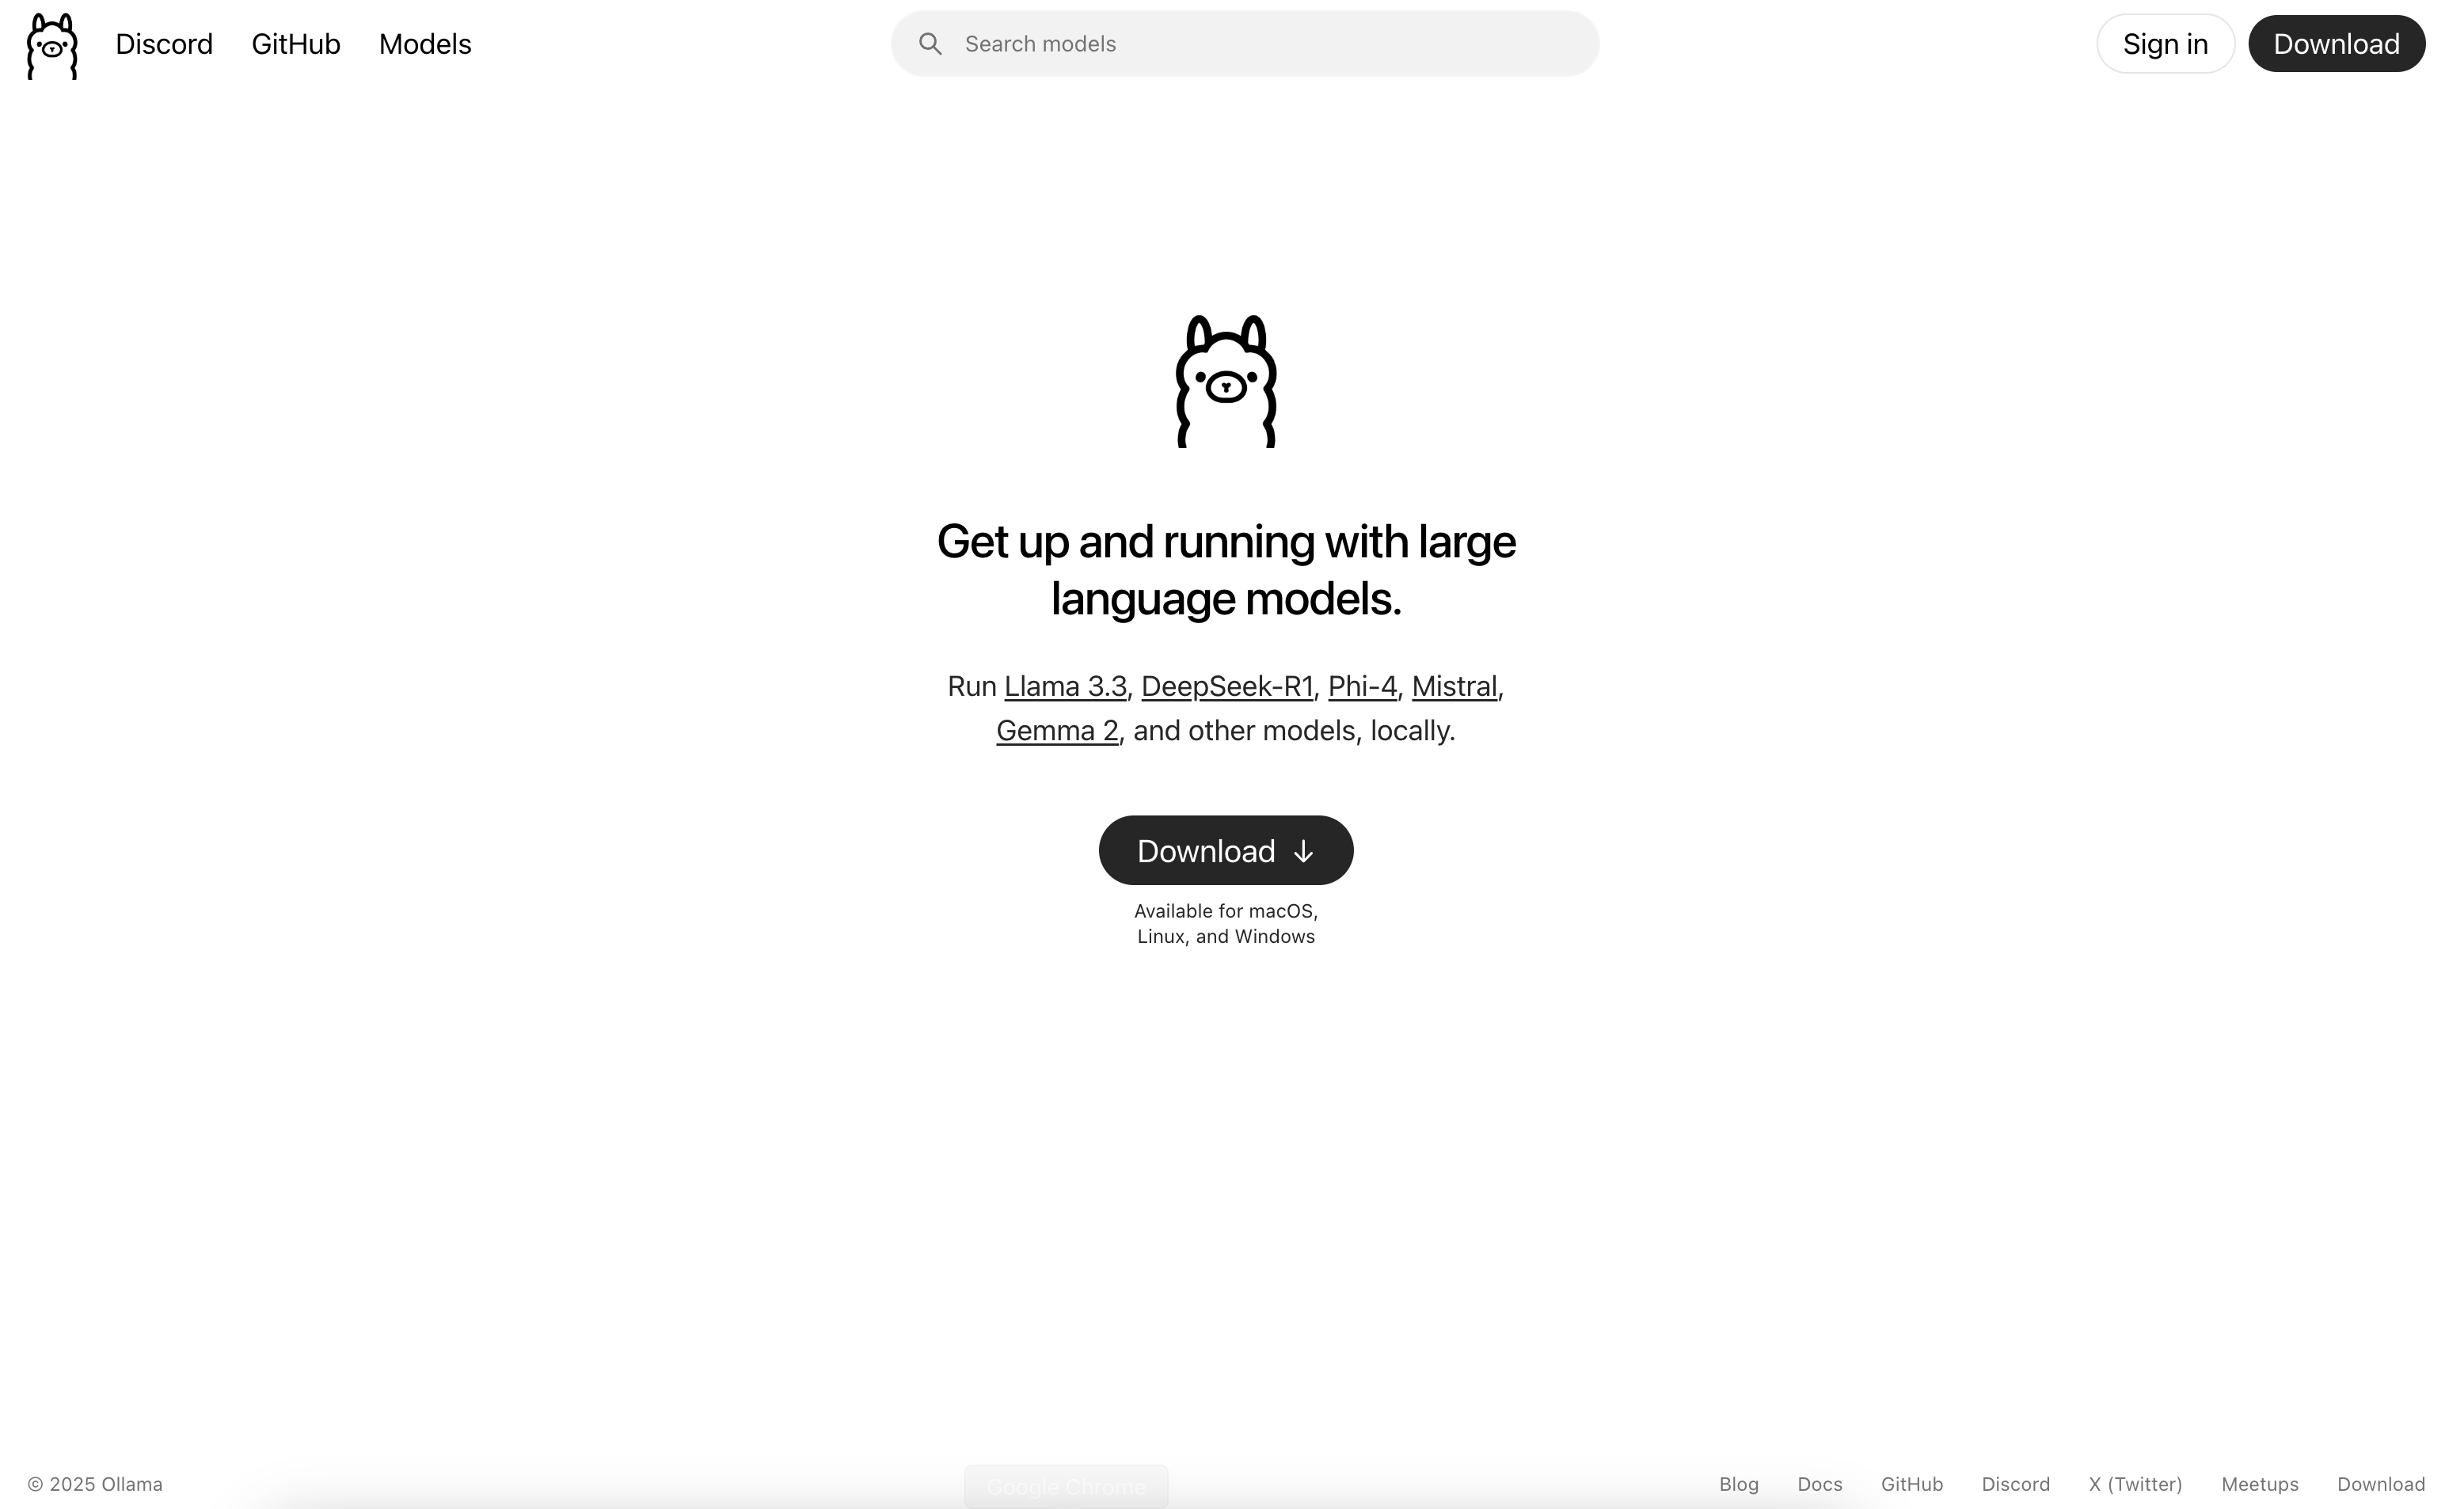 Discord GitHub Models
Search models
Sign in Download
Get up and running with large
language models.
Run Llama 3.3, DeepSeek-R1, Phi-4, Mistral,
Gemma 2, and other models, locally.
Download ↓
Available for macOS,
Linux, and Windows
© 2025 Ollama
Google Chrome
Blog Docs GitHub Discord X (Twitter) Meetups Download